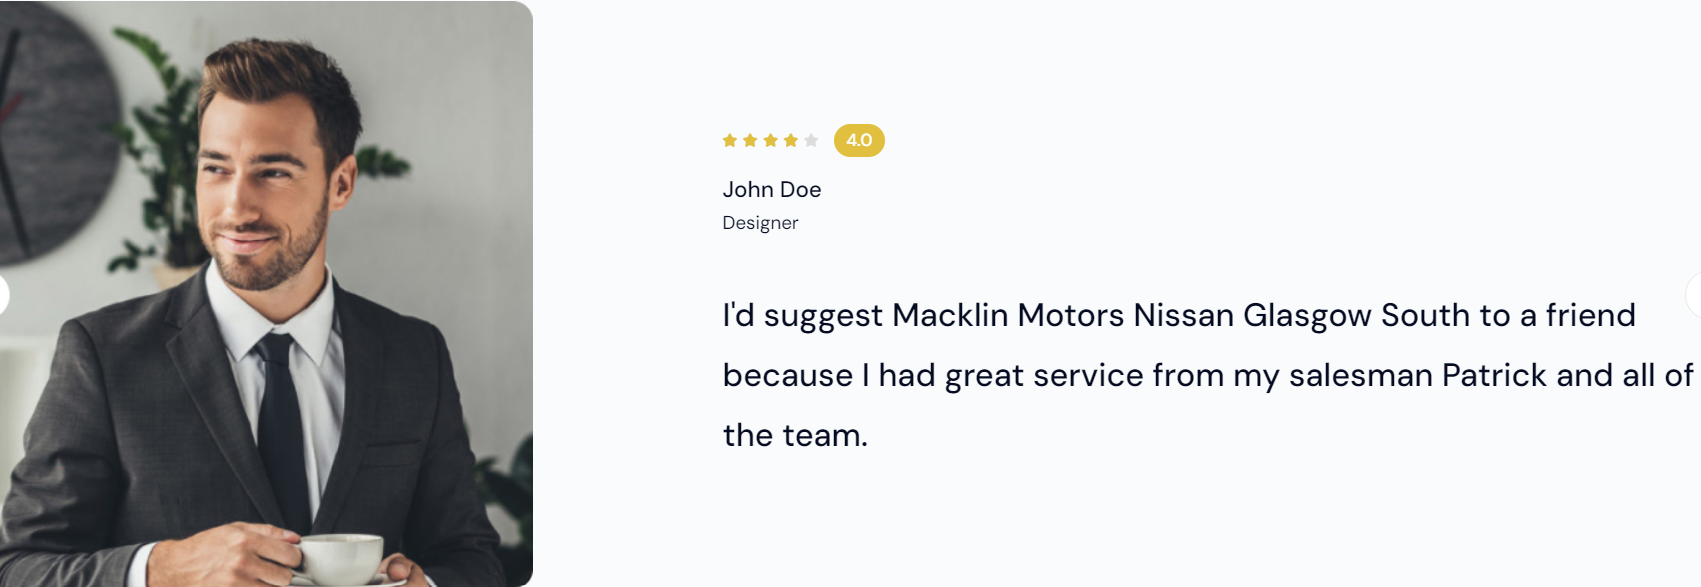 4.0
John Doe
Designer
I'd suggest Macklin Motors Nissan Glasgow South to a friend
because I had great service from my salesman Patrick and all of
the team.